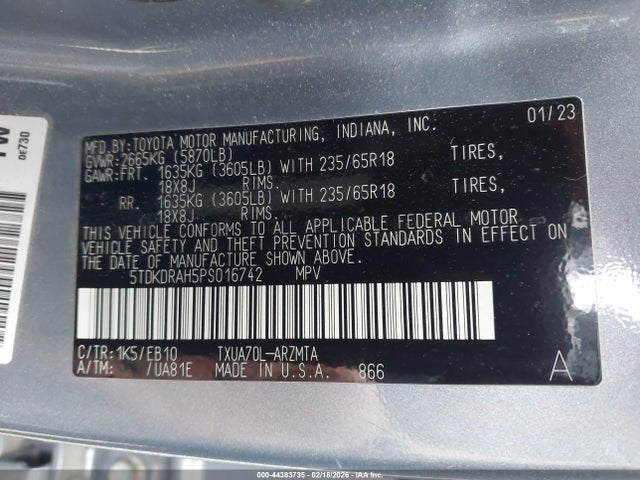 01/23
MFD.BY:TOYOTA MOTOR MANUFACTURING, INDIANA, INC.
GVWR:2665KG (5870LB)
GAWR:FRT. 1635KG (3605LB) WITH 235/65R18 TIRES,
18X8J RIMS.
RR. 1635KG (3605LB) WITH 235/65R18 TIRES,
18X8J RIMS.
THIS VEHICLE CONFORMS TO ALL APPLICABLE FEDERAL MOTOR
VEHICLE SAFETY AND THEFT PREVENTION STANDARDS IN EFFECT ON
THE DATE OF MANUFACTURE SHOWN ABOVE.
5TDKDRAH5PS016742 MPV
C/TR:1K5/EB10 TXUA70L-ARZMTA
A/TM: /UA81E MADE IN U.S.A. 866 A
0E730
000-44383735 - 02/18/2026 - IAAI.COM